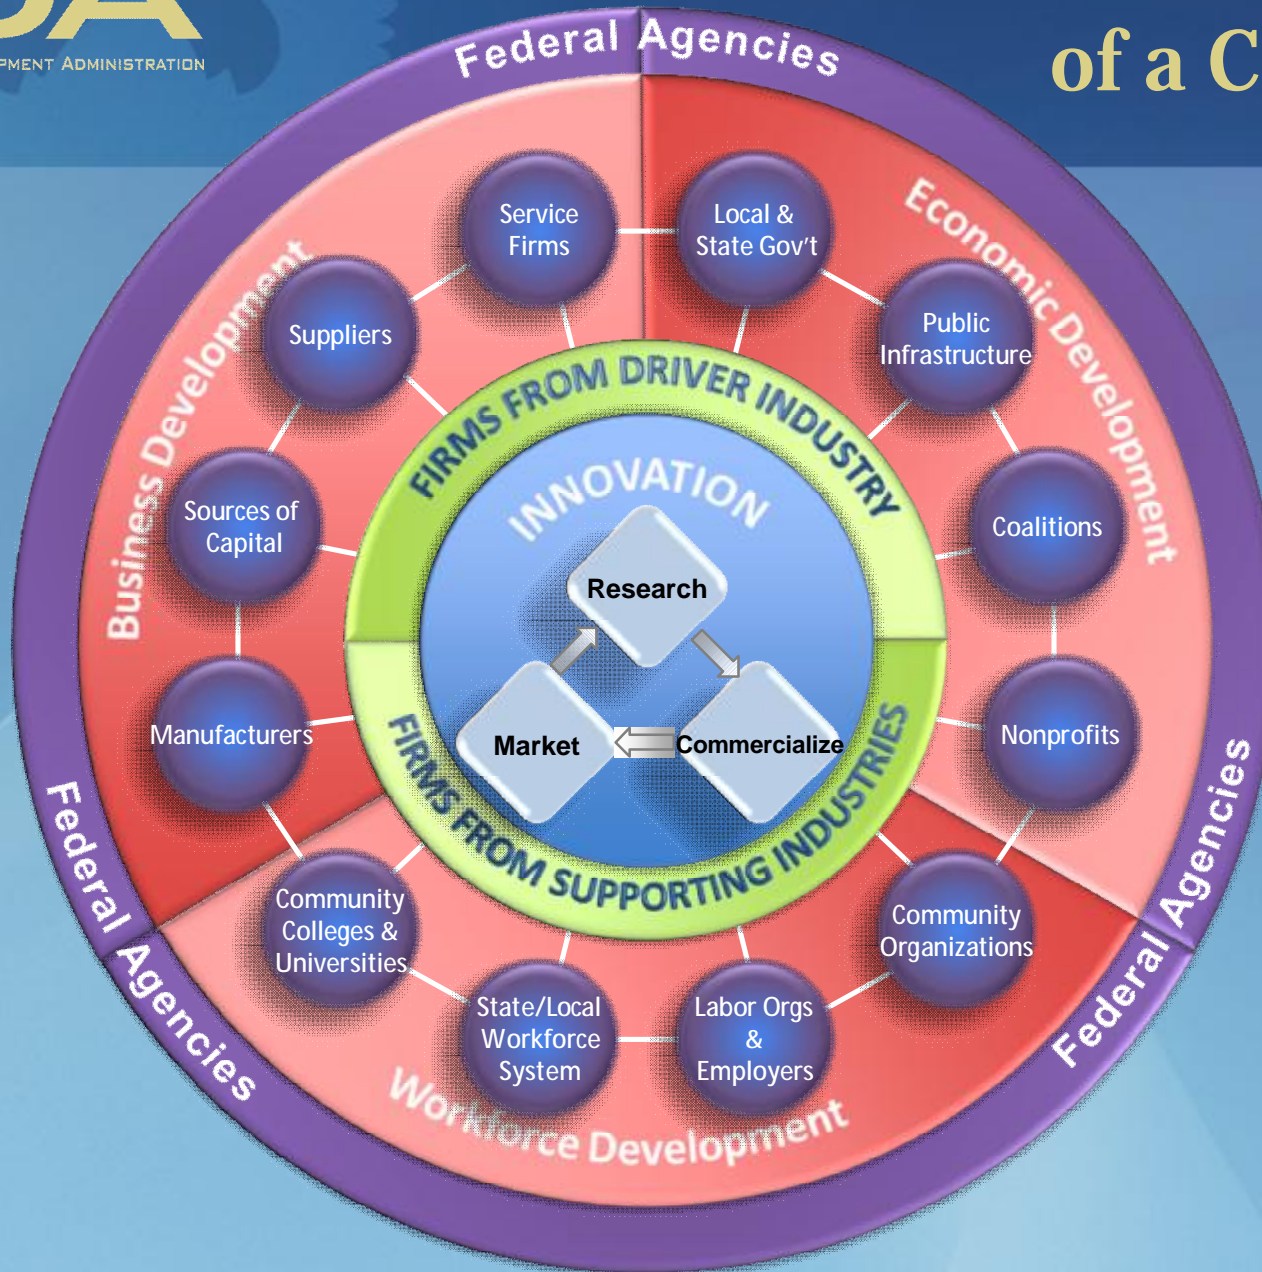 PMENT ADMINISTRATION
of a C
Federal Agencies
Business Development
Economic Development
Service
Firms
Local &
State Gov't
Suppliers
Public
Infrastructure
Sources of
Capital
Coalitions
Manufacturers
Nonprofits
Community
Colleges &
Universities
Community
Organizations
State/Local
Workforce
System
Labor Orgs
&
Employers
Workforce Development
FIRMS FROM DRIVER INDUSTRY
INNOVATION
Research
Market
Commercialize
FIRMS FROM SUPPORTING INDUSTRIES
Federal Agencies
Federal Agencies